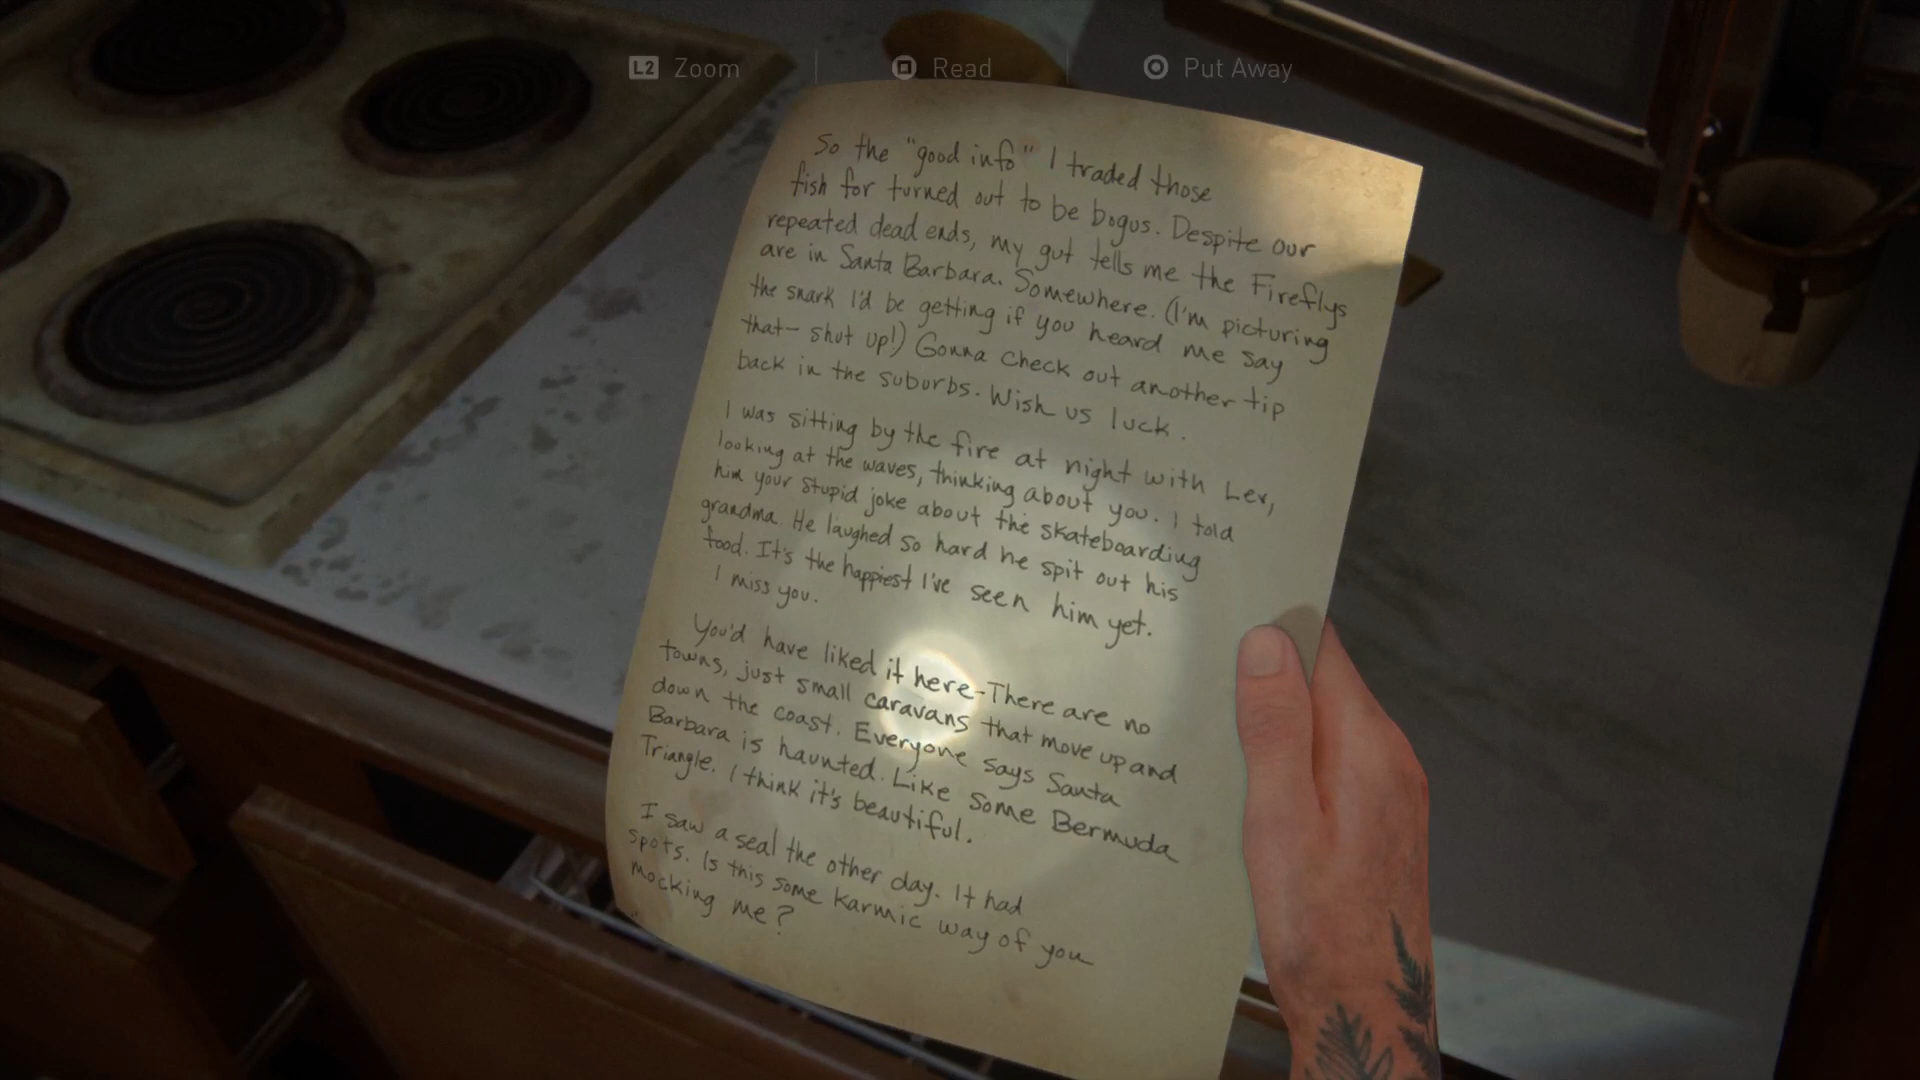 L2 Zoom Read Put Away
So the "good info" I traded those
fish for turned out to be bogus. Despite our
repeated dead ends, my gut tells me the Fireflys
are in Santa Barbara. Somewhere. (I'm picturing
the snark I'd be getting if you heard me say
that- shut up!) Gonna check out another tip
back in the suburbs. Wish us luck.
I was sitting by the fire at night with Lev,
looking at the waves, thinking about you. I told
him your stupid joke about the skateboarding
grandma. He laughed so hard he spit out his
food. It's the happiest I've seen him yet.
I miss you.
You'd have liked it here-There are no
towns, just small caravans that move up and
down the coast. Everyone says Santa
Barbara is haunted. Like some Bermuda
Triangle. I think it's beautiful.
I saw a seal the other day. It had
spots. Is this some karmic way of you
mocking me?